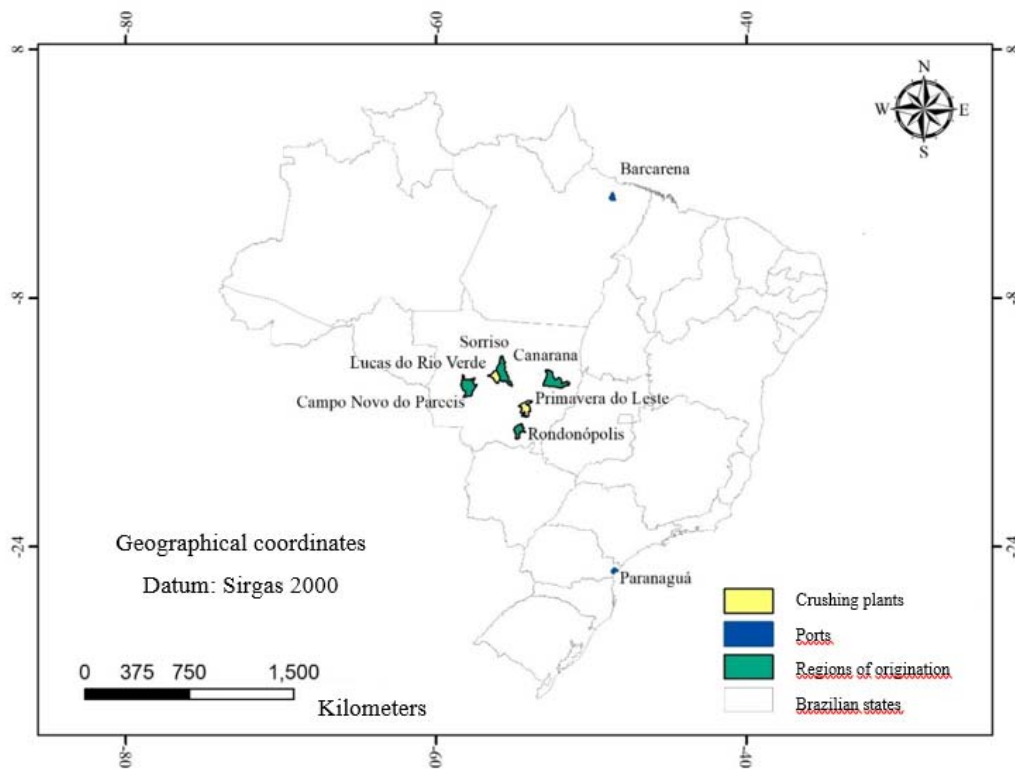 -80
-60
-40
8
8
N
W
E
S
Barcarena
-8
-8
Sorriso
Lucas do Rio Verde
Canarana
Campo Novo do Parecis
Primavera do Leste
Rondonópolis
-24
-24
Geographical coordinates
Datum: Sirgas 2000
Paranaguá
Crushing plants
Ports
Regions of origination
Brazilian states
0 375 750 1,500
Kilometers
-80
-60
-40